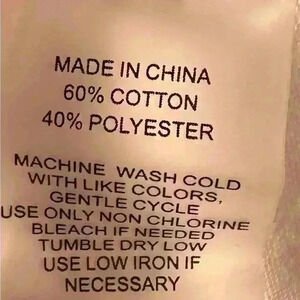 MADE IN CHINA
60% COTTON
40% POLYESTER
MACHINE WASH COLD
WITH LIKE COLORS,
GENTLE CYCLE
USE ONLY NON CHLORINE
BLEACH IF NEEDED
TUMBLE DRY LOW
USE LOW IRON IF
NECESSARY